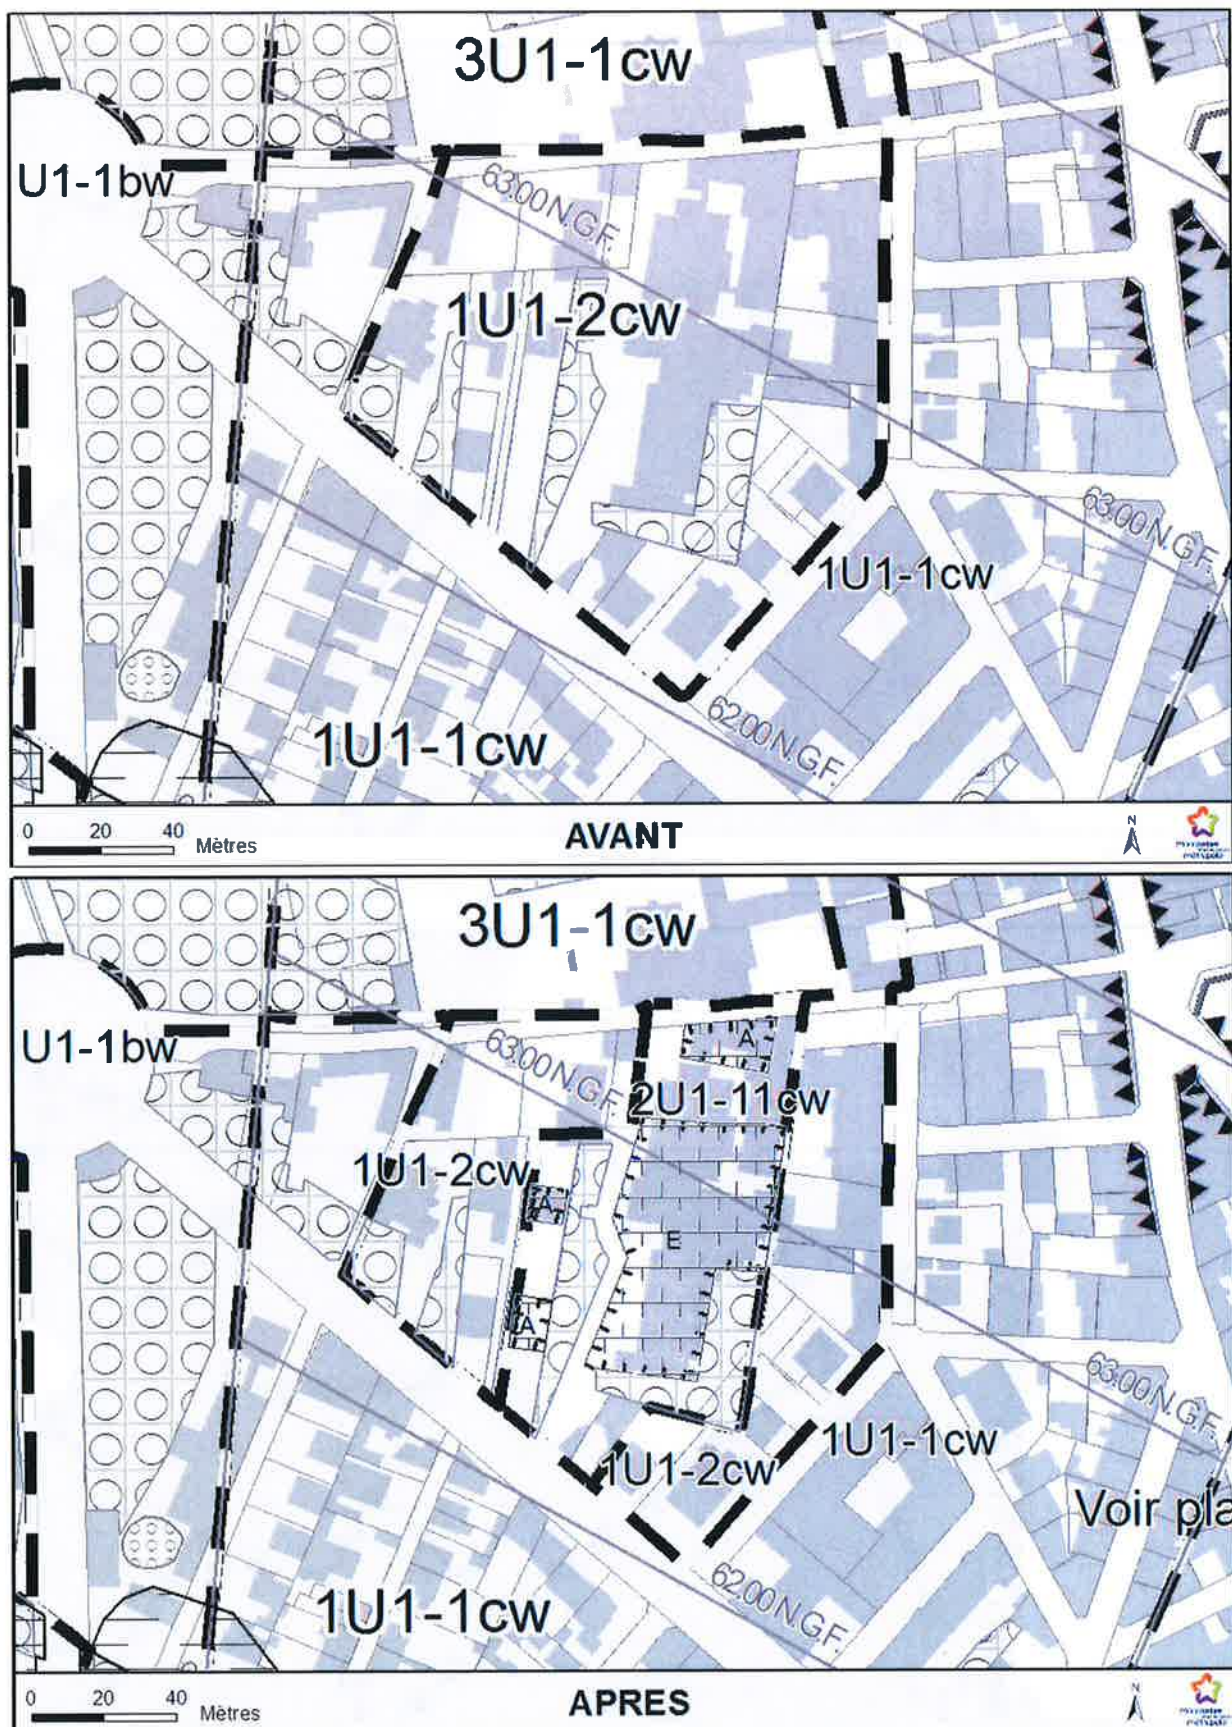 3U1-1cw
U1-1bw
63.00 N.G.F.
1U1-2cw
63.00 N.G.F.
1U1-1cw
62.00 N.G.F.
1U1-1cw
0 20 40 Mètres
AVANT
N
3U1-1cw
U1-1bw
63.00 N.G.F.
A
2U1-11cw
1U1-2cw
A
E
A
63.00 N.G.F.
1U1-1cw
1U1-2cw
Voir pla
62.00 N.G.F.
1U1-1cw
0 20 40 Mètres
APRES
N